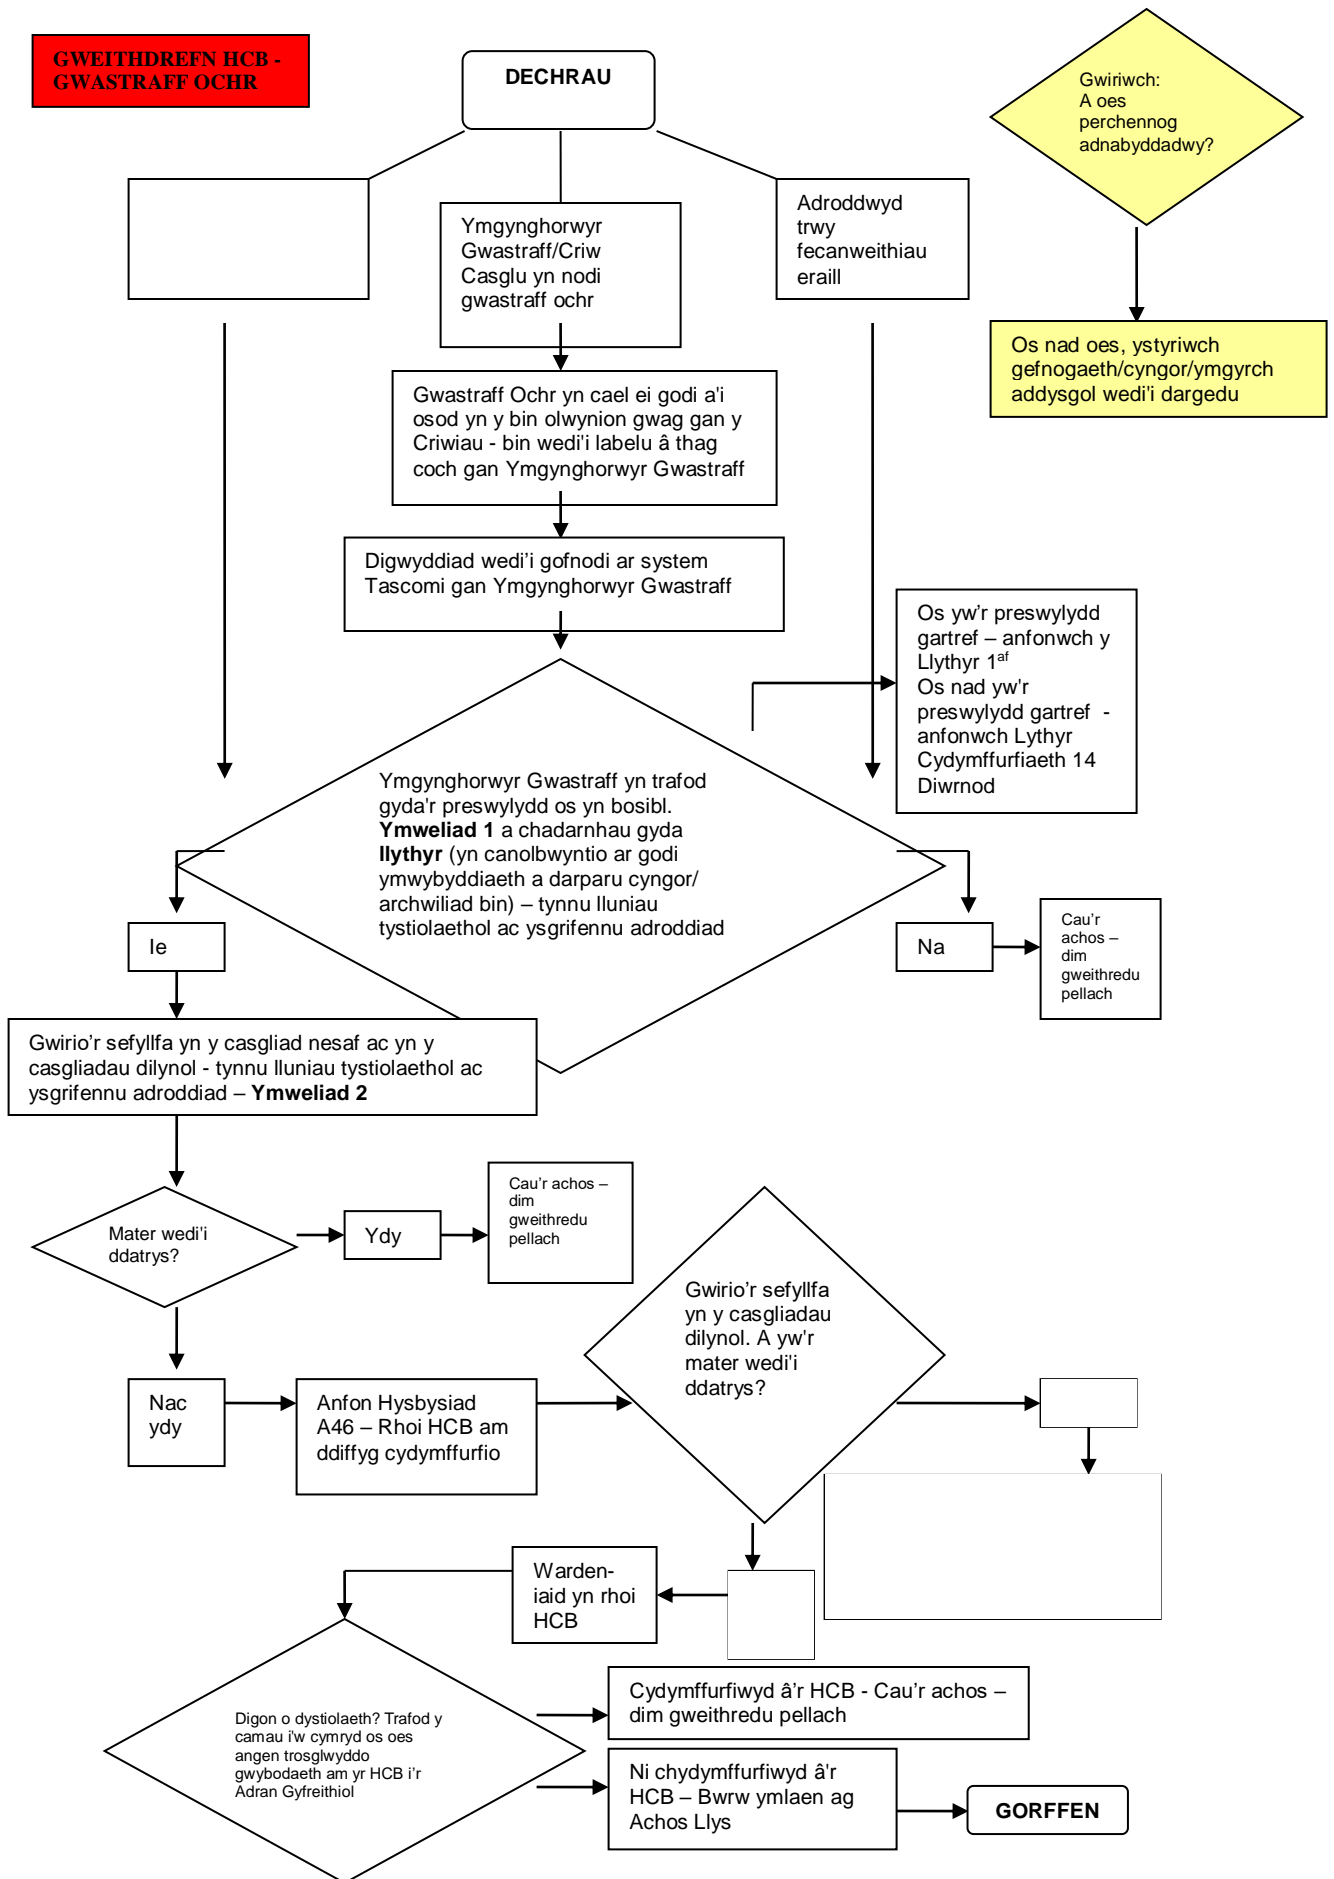 GWEITHDREFN HCB -
GWASTRAFF OCHR
DECHRAU
Gwiriwch:
A oes
perchennog
adnabyddadwy?
Ymgynghorwyr
Gwastraff/Criw
Casglu yn nodi
gwastraff ochr
Adroddwyd
trwy
fecanweithiau
eraill
Os nad oes, ystyriwch
gefnogaeth/cyngor/ymgyrch
addysgol wedi'i dargedu
Gwastraff Ochr yn cael ei godi a'i
osod yn y bin olwynion gwag gan y
Criwiau - bin wedi'i labelu â thag
coch gan Ymgynghorwyr Gwastraff
Digwyddiad wedi’i gofnodi ar system
Tascomi gan Ymgynghorwyr Gwastraff
Os yw'r preswylydd
gartref – anfonwch y
Llythyr 1af
Os nad yw'r
preswylydd gartref -
anfonwch Lythyr
Cydymffurfiaeth 14
Diwrnod
Ymgynghorwyr Gwastraff yn trafod
gyda'r preswylydd os yn bosibl.
Ymweliad 1 a chadarnhau gyda
llythyr (yn canolbwyntio ar godi
ymwybyddiaeth a darparu cyngor/
archwiliad bin) – tynnu lluniau
tystiolaethol ac ysgrifennu adroddiad
Ie
Na
Cau'r
achos –
dim
gweithredu
pellach
Gwirio’r sefyllfa yn y casgliad nesaf ac yn y
casgliadau dilynol - tynnu lluniau tystiolaethol ac
ysgrifennu adroddiad – Ymweliad 2
Mater wedi'i
ddatrys?
Ydy
Cau'r achos –
dim
gweithredu
pellach
Gwirio’r sefyllfa
yn y casgliadau
dilynol. A yw'r
mater wedi'i
ddatrys?
Nac
ydy
Anfon Hysbysiad
A46 – Rhoi HCB am
ddiffyg cydymffurfio
Warden-
iaid yn rhoi
HCB
Cydymffurfiwyd â'r HCB - Cau'r achos –
dim gweithredu pellach
Digon o dystiolaeth? Trafod y
camau i'w cymryd os oes
angen trosglwyddo
gwybodaeth am yr HCB i’r
Adran Gyfreithiol
Ni chydymffurfiwyd â'r
HCB – Bwrw ymlaen ag
Achos Llys
GORFFEN